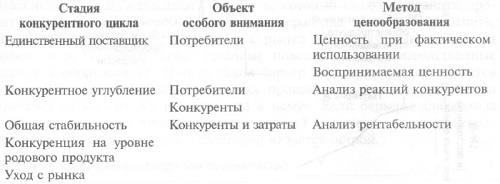 Стадия конкурентного цикла
Объект особого внимания
Метод ценообразования
Единственный поставщик
Потребители
Ценность при фактическом использовании
Воспринимаемая ценность
Конкурентное углубление
Потребители
Анализ реакций конкурентов
Конкуренты
Общая стабильность
Конкуренты и затраты
Анализ рентабельности
Конкуренция на уровне родового продукта
Уход с рынка